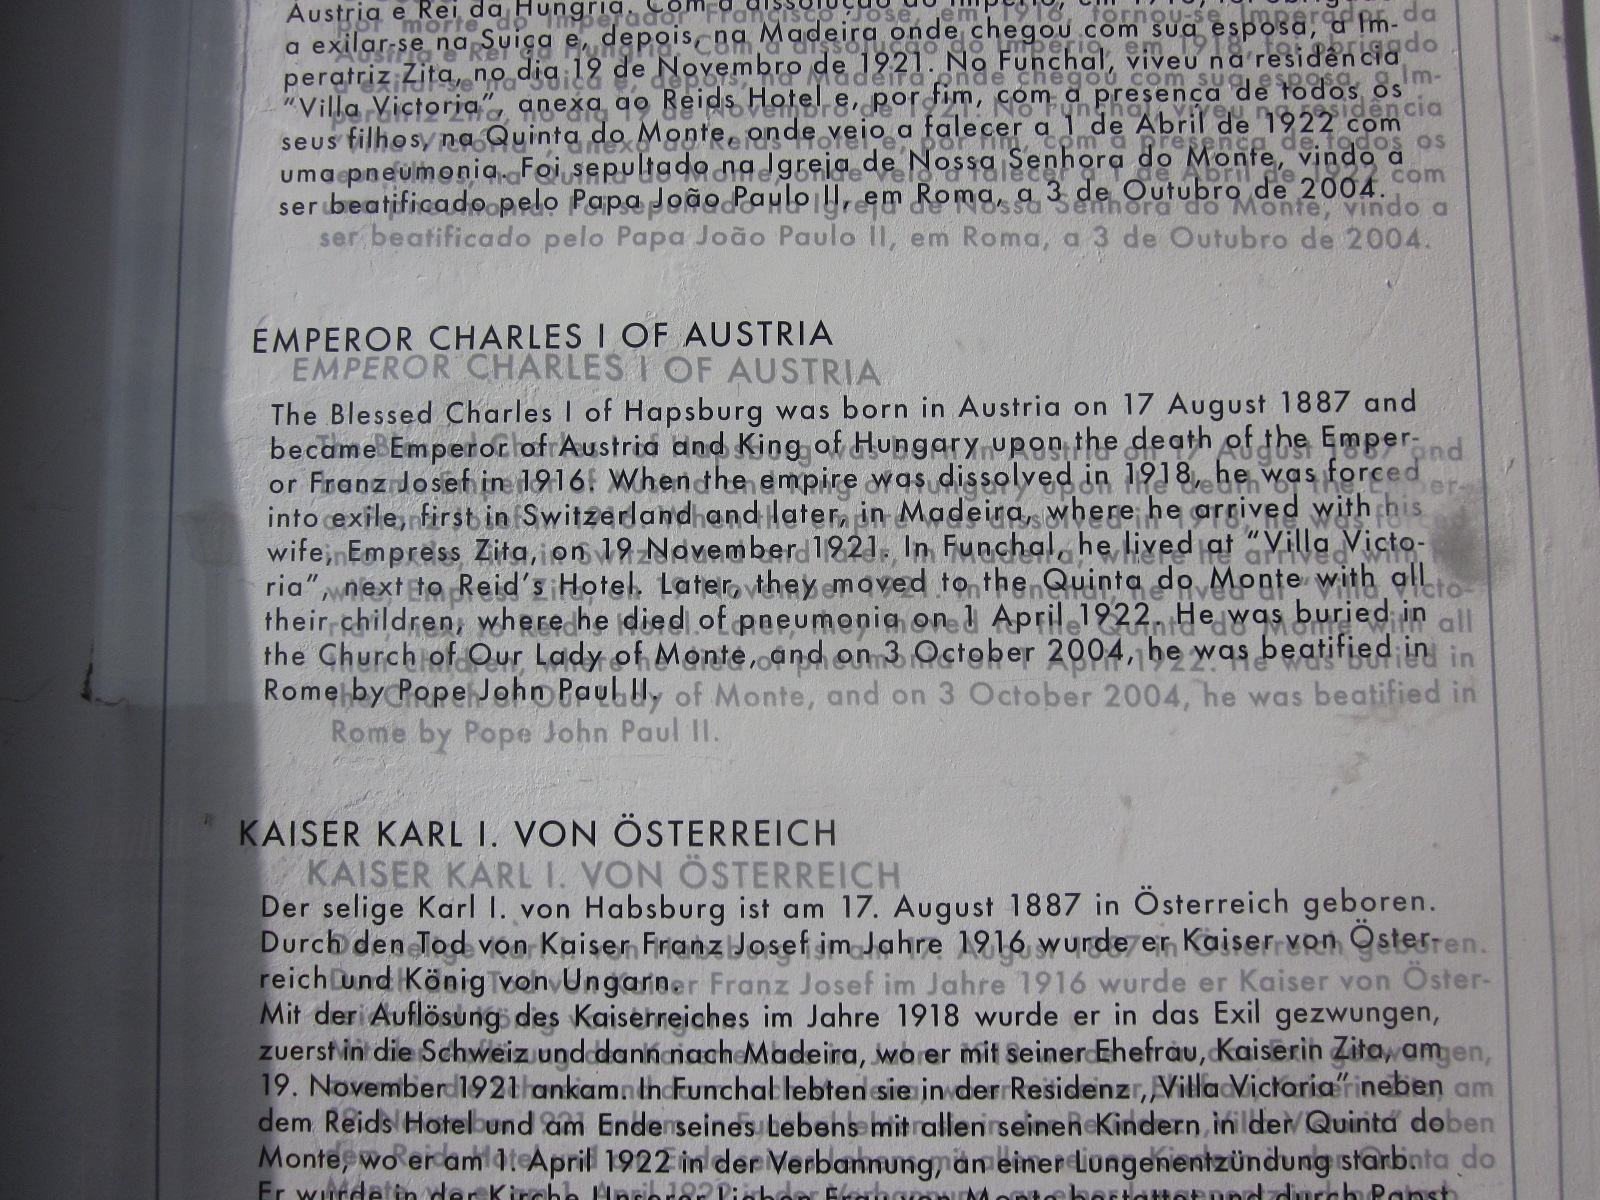 Áustria e Rei da Hungria. Com a dissolução do Império, em 1918, foi obrigado
a exilar-se na Suiça e, depois, na Madeira onde chegou com sua esposa, a Im-
peratriz Zita, no dia 19 de Novembro de 1921. No Funchal, viveu na residência
“Villa Victoria”, anexa ao Reids Hotel e, por fim, com a presença de todos os
seus filhos, na Quinta do Monte, onde veio a falecer a 1 de Abril de 1922 com
uma pneumonia. Foi sepultado na Igreja de Nossa Senhora do Monte, vindo a
ser beatificado pelo Papa João Paulo II, em Roma, a 3 de Outubro de 2004.
EMPEROR CHARLES I OF AUSTRIA
The Blessed Charles I of Hapsburg was born in Austria on 17 August 1887 and
became Emperor of Austria and King of Hungary upon the death of the Emper-
or Franz Josef in 1916. When the empire was dissolved in 1918, he was forced
into exile, first in Switzerland and later, in Madeira, where he arrived with his
wife, Empress Zita, on 19 November 1921. In Funchal, he lived at “Villa Victo-
ria”, next to Reid’s Hotel. Later, they moved to the Quinta do Monte with all
their children, where he died of pneumonia on 1 April 1922. He was buried in
the Church of Our Lady of Monte, and on 3 October 2004, he was beatified in
Rome by Pope John Paul II.
KAISER KARL I. VON ÖSTERREICH
Der selige Karl I. von Habsburg ist am 17. August 1887 in Österreich geboren.
Durch den Tod von Kaiser Franz Josef im Jahre 1916 wurde er Kaiser von Öster-
reich und König von Ungarn.
Mit der Auflösung des Kaiserreiches im Jahre 1918 wurde er in das Exil gezwungen,
zuerst in die Schweiz und dann nach Madeira, wo er mit seiner Ehefrau, Kaiserin Zita, am
19. November 1921 ankam. In Funchal lebten sie in der Residenz ,,Villa Victoria” neben
dem Reids Hotel und am Ende seines Lebens mit allen seinen Kindern in der Quinta do
Monte, wo er am 1. April 1922 in der Verbannung, an einer Lungenentzündung starb.
Er wurde in der Kirche Unserer Lieben Frau von Monte bestattet und durch Papst